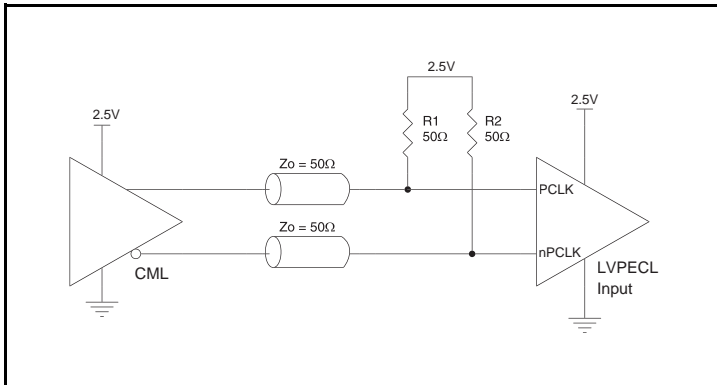 2.5V
2.5V
2.5V
R1
50Ω
R2
50Ω
Zo = 50Ω
PCLK
Zo = 50Ω
nPCLK
CML
LVPECL
Input